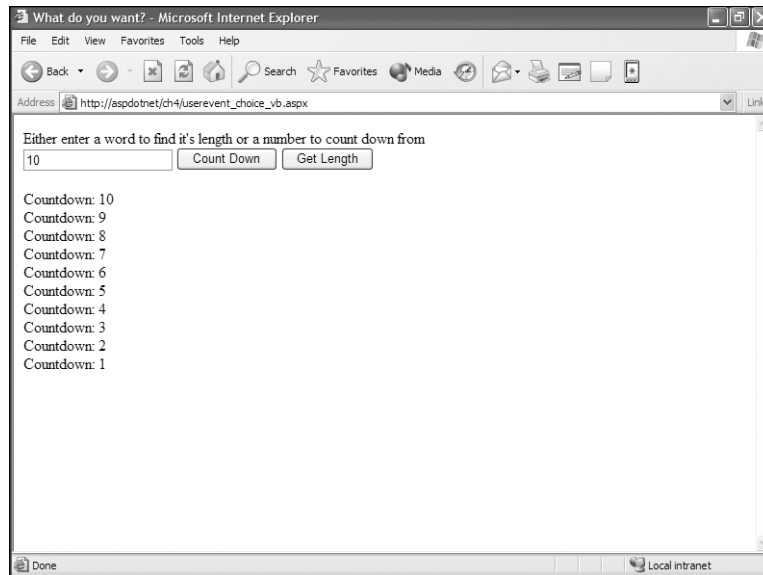 What do you want? - Microsoft Internet Explorer
File Edit View Favorites Tools Help
Back Search Favorites Media
Address http://aspdotnet/ch4/userevent_choice_vb.aspx Link
Either enter a word to find it's length or a number to count down from
10 Count Down Get Length
Countdown: 10
Countdown: 9
Countdown: 8
Countdown: 7
Countdown: 6
Countdown: 5
Countdown: 4
Countdown: 3
Countdown: 2
Countdown: 1
Done Local intranet